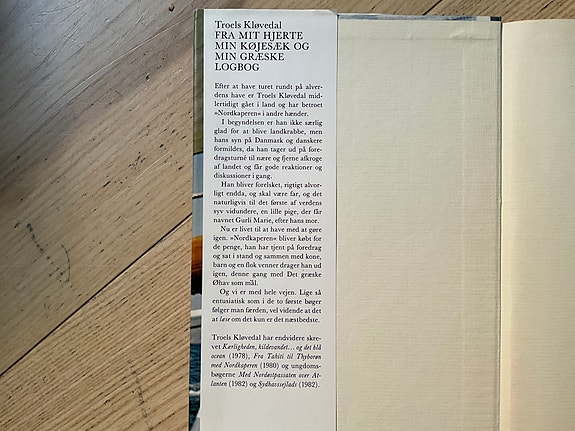 Troels Kløvedal
FRA MIT HJERTE
MIN KØJESÆK OG
MIN GRÆSKE
LOGBOG
Efter at have turet rundt på alver-
dens have er Troels Kløvedal mid-
lertidigt gået i land og har betroet
»Nordkaperen« i andre hænder.
I begyndelsen er han ikke særlig
glad for at blive landkrabbe, men
hans syn på Danmark og danskere
formildes, da han tager ud på fore-
dragsturné til nære og fjerne afkroge
af landet og får gode reaktioner og
diskussioner i gang.
Han bliver forelsket, rigtigt alvor-
ligt endda, og skal være far, og det
naturligvis til det første af verdens
syv vidundere, en lille pige, der får
navnet Gurli Marie, efter hans mor.
Nu er livet til at have med at gøre
igen. »Nordkaperen« bliver købt for
de penge, han har tjent på foredrag
og sat i stand og sammen med kone,
barn og en flok venner drager han ud
igen, denne gang med Det græske
Øhav som mål.
Og vi er med hele vejen. Lige så
entusiastisk som i de to første bøger
følger man færden, vel vidende at det
at læse om det kun er det næstbedste.
Troels Kløvedal har endvidere skre-
vet Kærligheden, kildevandet... og det blå
ocean (1978), Fra Tahiti til Thyborøn
med Nordkaperen (1980) og ungdoms-
bøgerne Med Nordøstpassaten over At-
lanten (1982) og Sydhavssejlads (1982).